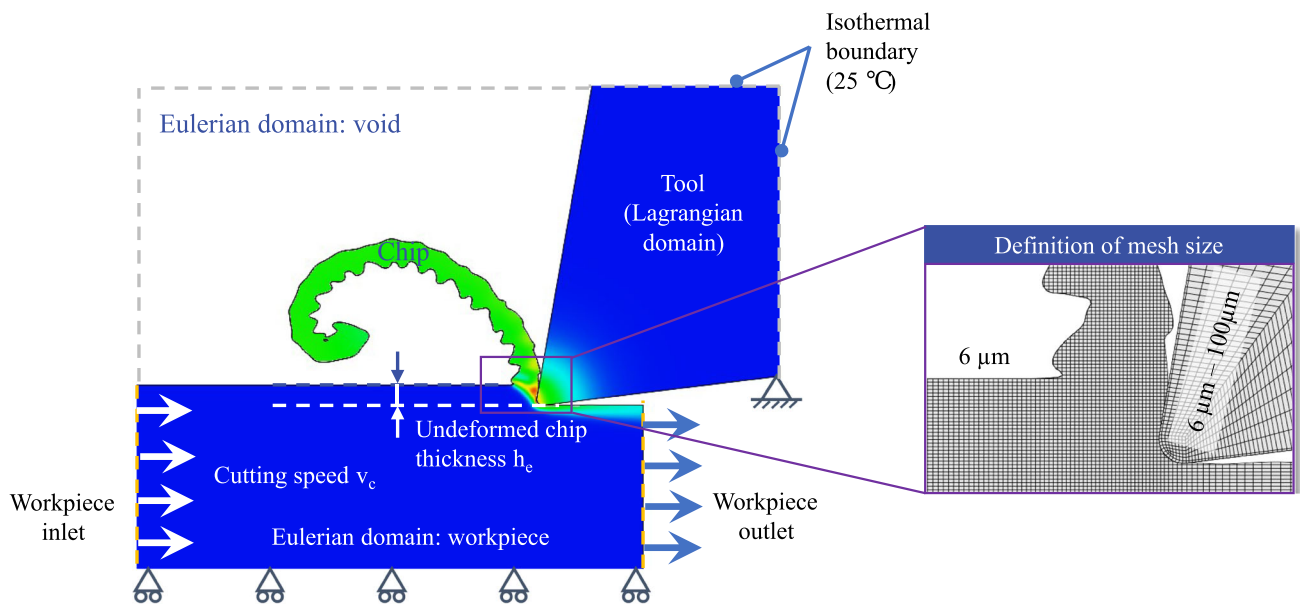 Isothermal
boundary
(25 ℃)
Eulerian domain: void
Tool
(Lagrangian
domain)
Chip
Definition of mesh size
6 μm
6 μm – 100μm
Undeformed chip
thickness he
Cutting speed vc
Workpiece
inlet
Workpiece
outlet
Eulerian domain: workpiece